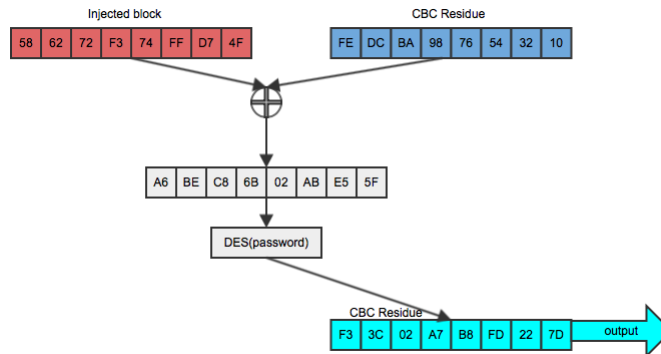 Injected block
CBC Residue
58 62 72 F3 74 FF D7 4F
FE DC BA 98 76 54 32 10
A6 BE C8 6B 02 AB E5 5F
DES(password)
CBC Residue
F3 3C 02 A7 B8 FD 22 7D
output